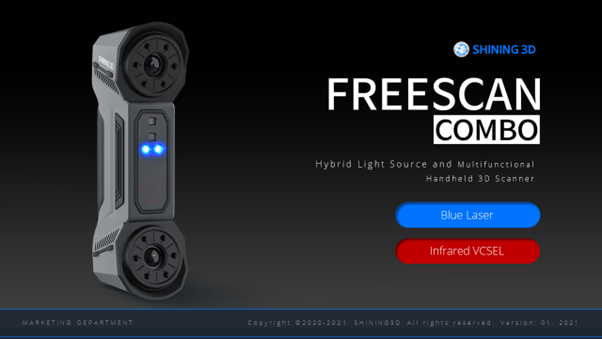 SHINING 3D
FREESCAN
COMBO
Hybrid Light Source and Multifunctional
Handheld 3D Scanner
Blue Laser
Infrared VCSEL
MARKETING DEPARTMENT
Copyright ©2020-2021 SHINING3D All rights reserved. Version: 01, 2021